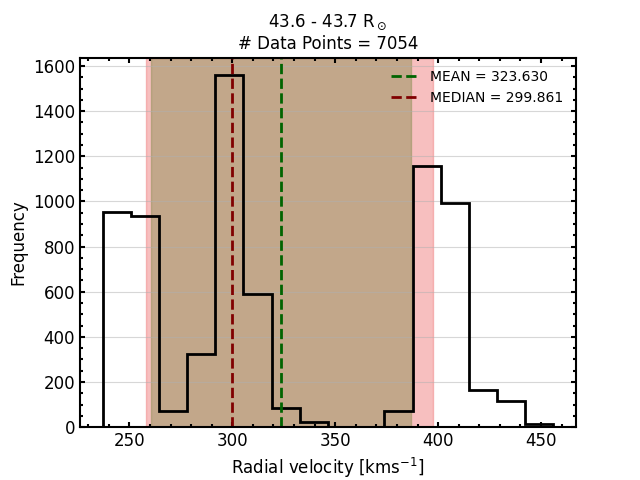 43.6 - 43.7 R⊙
# Data Points = 7054
MEAN = 323.630
MEDIAN = 299.861
Frequency
1600
1400
1200
1000
800
600
400
200
0
250 300 350 400 450
Radial velocity [kms⁻¹]